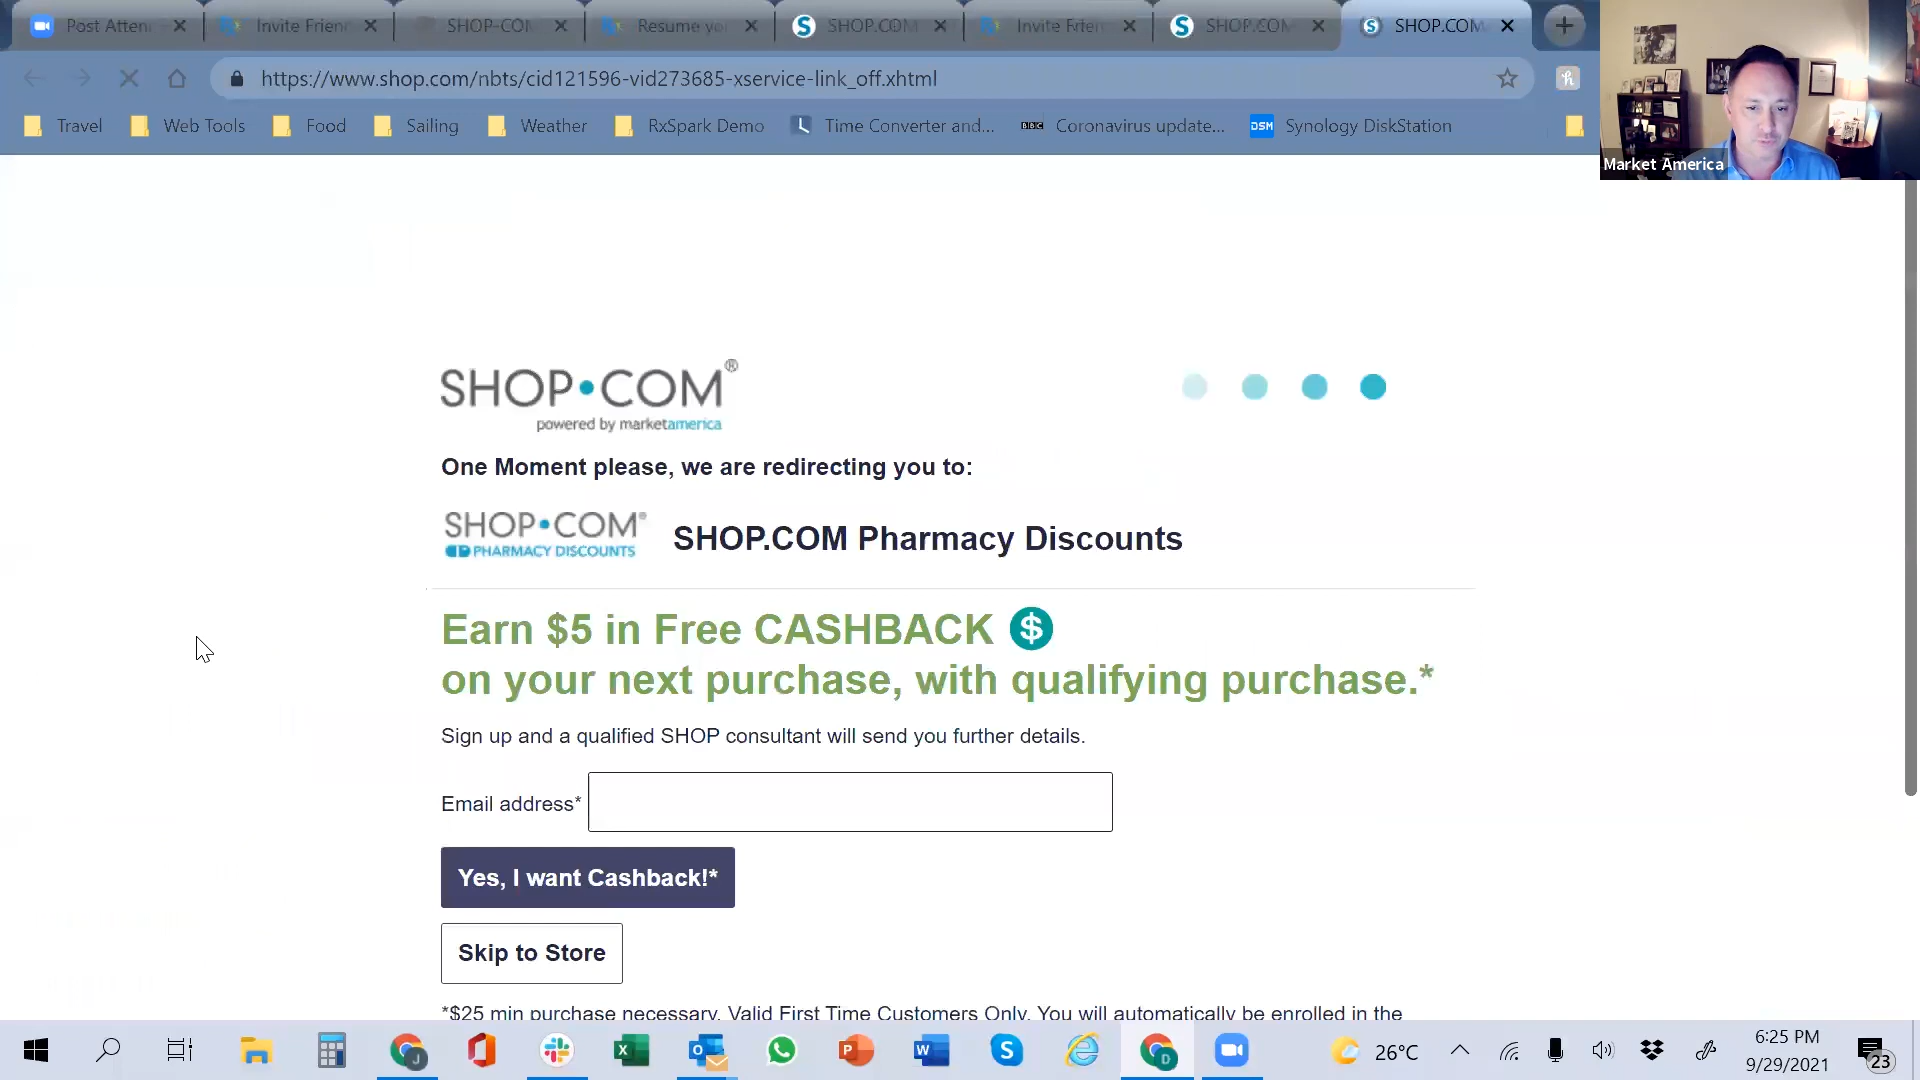 Post Atten
Invite Frien
SHOP-COM
Resume yo
SHOP.COM
Invite Frien
SHOP.COM
SHOP.COM
https://www.shop.com/nbts/cid121596-vid273685-xservice-link_off.xhtml
Travel
Web Tools
Food
Sailing
Weather
RxSpark Demo
Time Converter and...
BBC
Coronavirus update...
DSM
Synology DiskStation
Market America
SHOP•COM®
powered by marketamerica
One Moment please, we are redirecting you to:
SHOP•COM®
PHARMACY DISCOUNTS
SHOP.COM Pharmacy Discounts
Earn $5 in Free CASHBACK $
on your next purchase, with qualifying purchase.*
Sign up and a qualified SHOP consultant will send you further details.
Email address*
Yes, I want Cashback!*
Skip to Store
*$25 min purchase necessary. Valid First Time Customers Only. You will automatically be enrolled in the
26°C
6:25 PM
9/29/2021
23